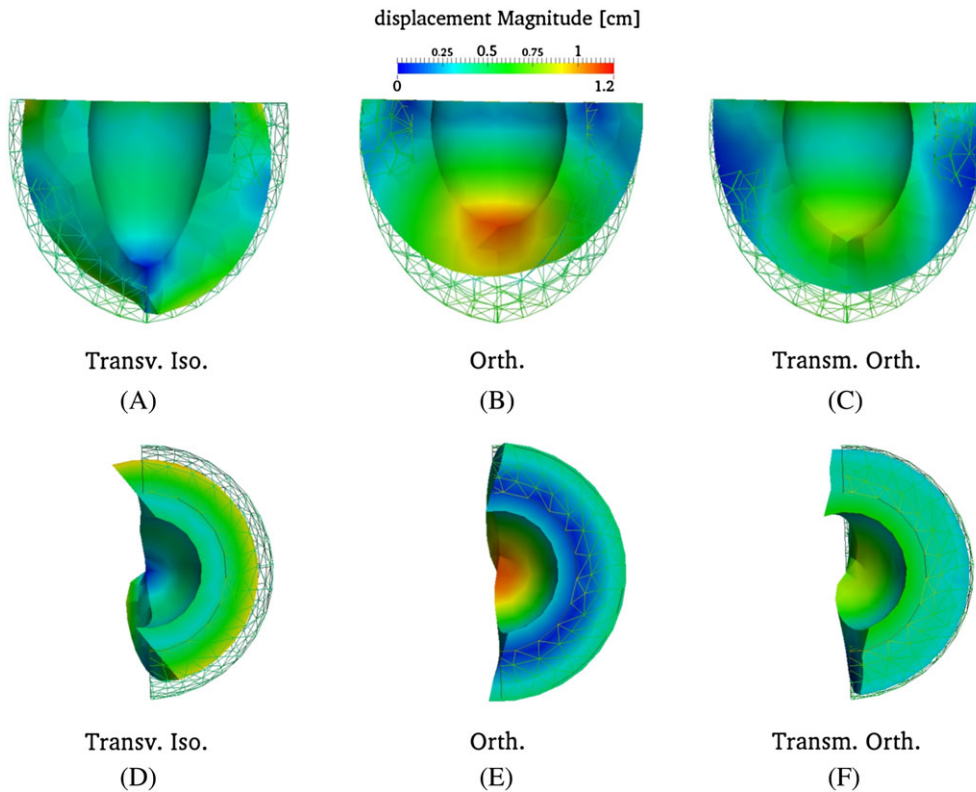 displacement Magnitude [cm]
0.25 0.5 0.75 1
0 1.2
Transv. Iso. Orth. Transm. Orth.
(A) (B) (C)
Transv. Iso. Orth. Transm. Orth.
(D) (E) (F)